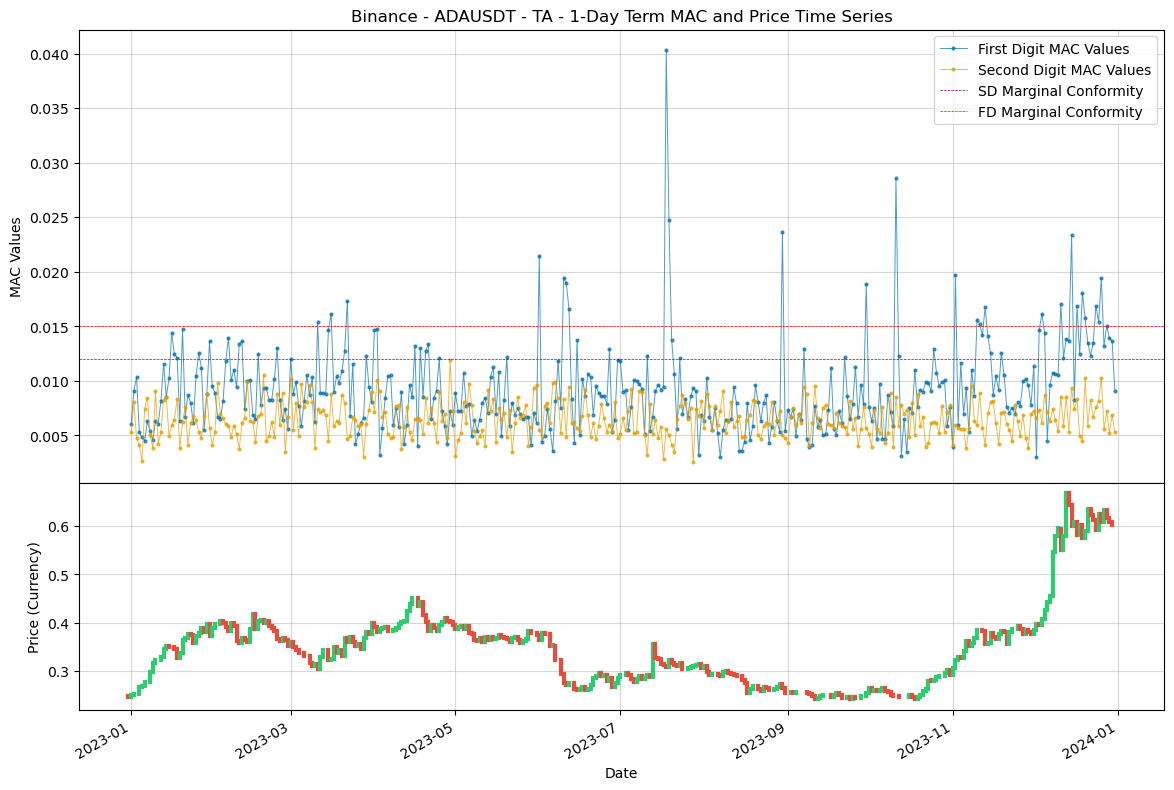 Binance - ADAUSDT - TA - 1-Day Term MAC and Price Time Series
First Digit MAC Values
Second Digit MAC Values
SD Marginal Conformity
FD Marginal Conformity
MAC Values
0.040
0.035
0.030
0.025
0.020
0.015
0.010
0.005
Price (Currency)
0.6
0.5
0.4
0.3
2023-01
2023-03
2023-05
2023-07
2023-09
2023-11
2024-01
Date